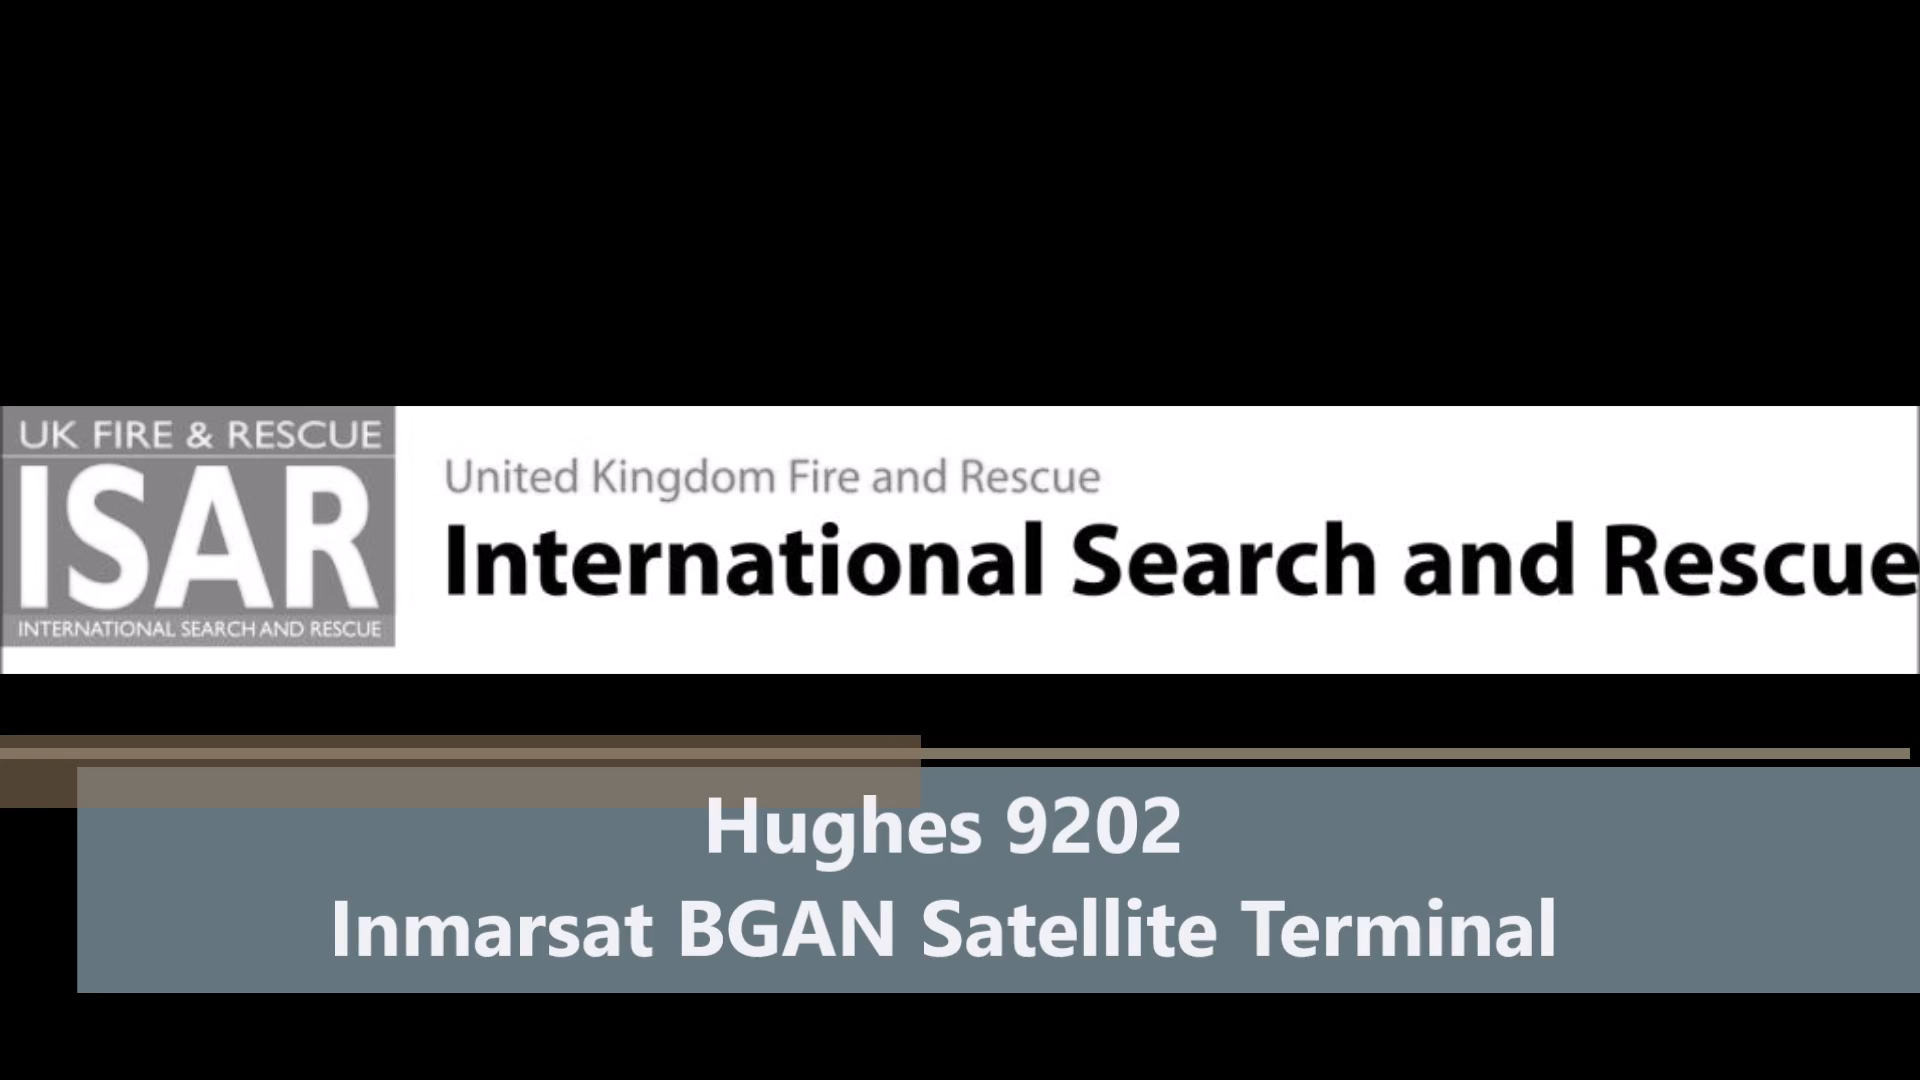 UK FIRE & RESCUE
ISAR
INTERNATIONAL SEARCH AND RESCUE
United Kingdom Fire and Rescue
International Search and Rescue
Hughes 9202
Inmarsat BGAN Satellite Terminal